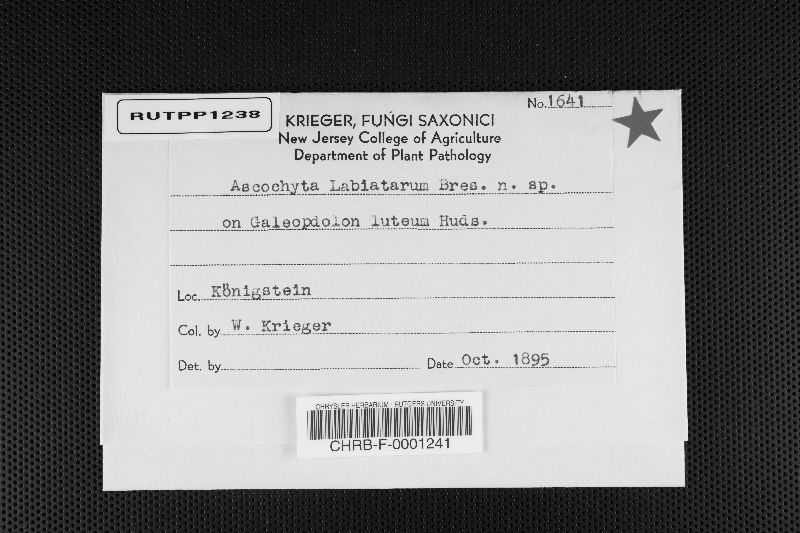 RUTPP1238
No. 1641
KRIEGER, FUNGI SAXONICI
New Jersey College of Agriculture
Department of Plant Pathology
Ascochyta Labiatarum Bres. n. sp.
on Galeopdolon luteum Huds.
Loc. Königstein
Col. by W. Krieger
Det. by
Date Oct. 1895
CHRYSLER HERBARIUM - RUTGERS UNIVERSITY
CHRB-F-0001241